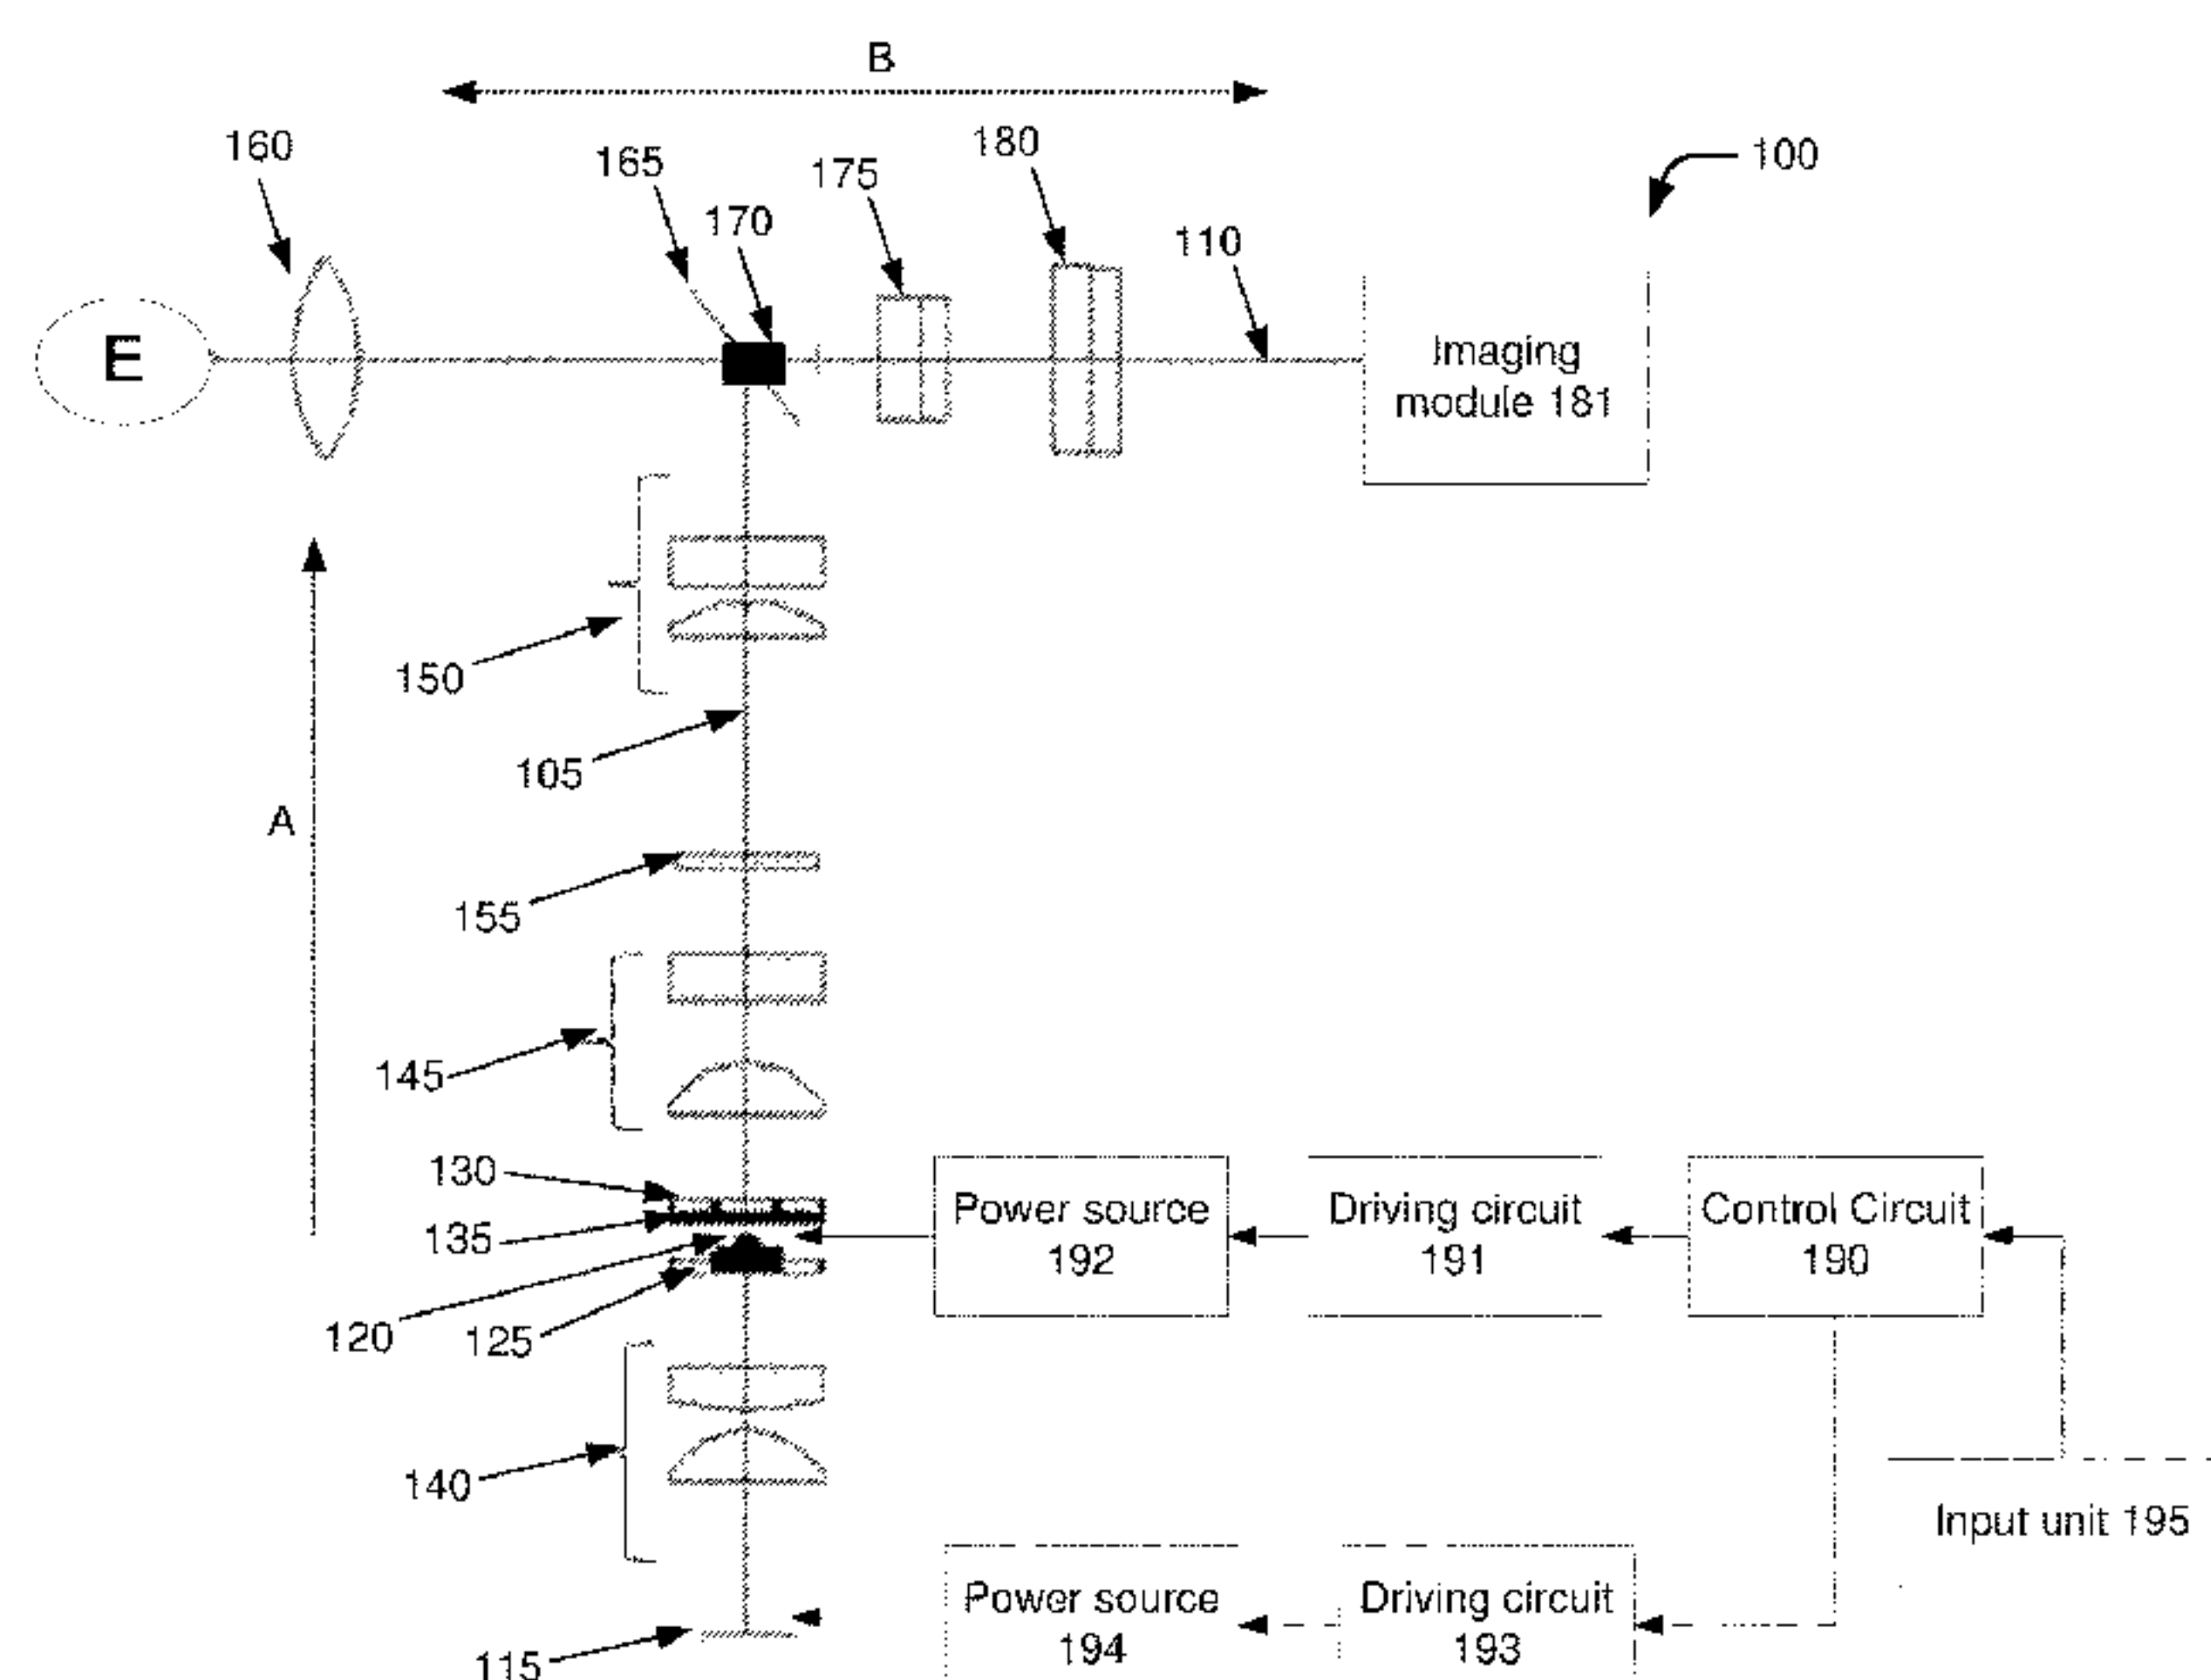 B
160
165
180
100
175
170
110
E
Imaging
module 181
150
105
A
155
145
130
Power source
192
Driving circuit
191
Control Circuit
190
135
120
125
140
Input unit 195
Power source
194
Driving circuit
193
115